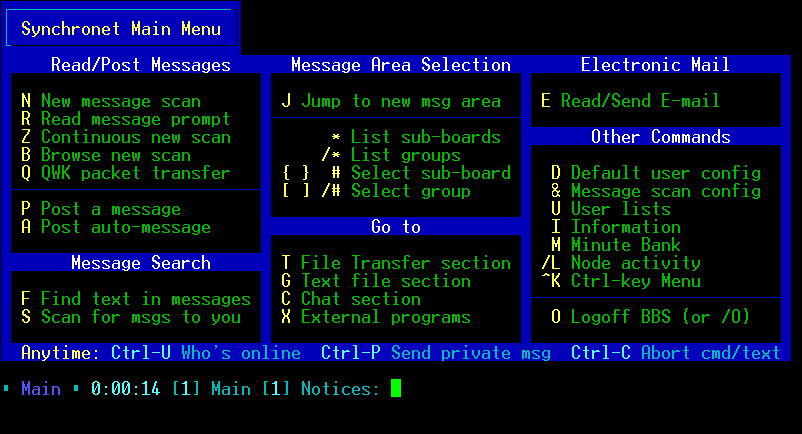 Synchronet Main Menu
Read/Post Messages
N New message scan
R Read message prompt
Z Continuous new scan
B Browse new scan
Q QWK packet transfer
P Post a message
A Post auto-message
Message Search
F Find text in messages
S Scan for msgs to you
Message Area Selection
J Jump to new msg area
* List sub-boards
/* List groups
{ } # Select sub-board
[ ] /# Select group
Go to
T File Transfer section
G Text file section
C Chat section
X External programs
Electronic Mail
E Read/Send E-mail
Other Commands
D Default user config
& Message scan config
U User lists
I Information
M Minute Bank
/L Node activity
^K Ctrl-key Menu
O Logoff BBS (or /O)
Anytime: Ctrl-U Who's online Ctrl-P Send private msg Ctrl-C Abort cmd/text
▪ Main ▪ 0:00:14 [1] Main [1] Notices: